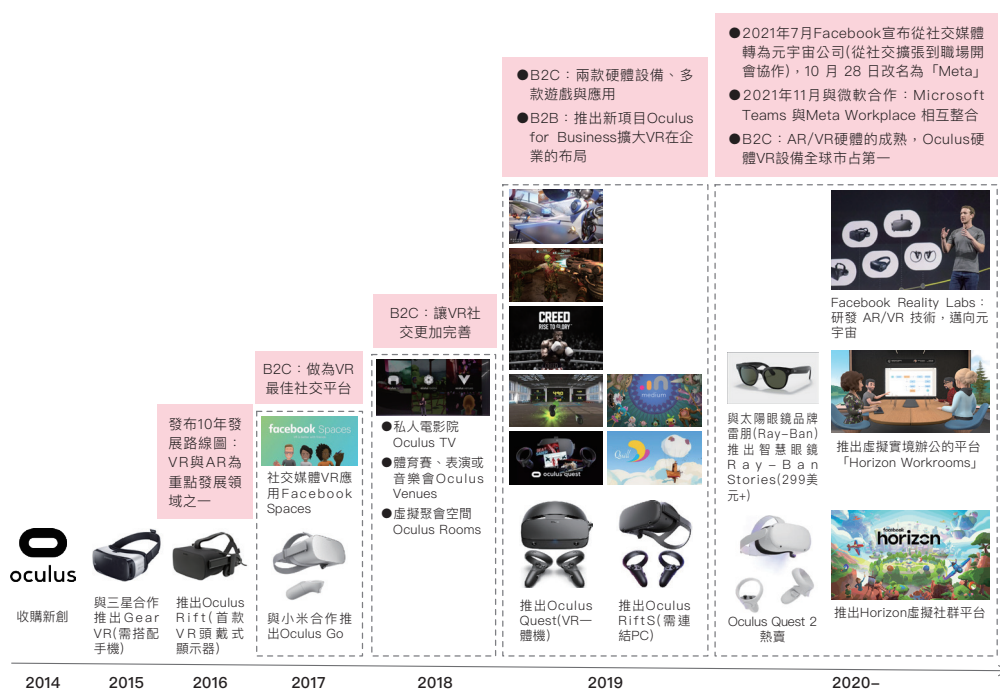 ●2021年7月Facebook宣布從社交媒體
轉為元宇宙公司(從社交擴張到職場開
會協作)，10 月 28 日改名為「Meta」
●2021年11月與微軟合作：Microsoft
Teams 與Meta Workplace 相互整合
●B2C：AR/VR硬體的成熟，Oculus硬
體VR設備全球市占第一
●B2C：兩款硬體設備、多
款遊戲與應用
●B2B：推出新項目Oculus
for Business擴大VR在企
業的布局
B2C：讓VR社
交更加完善
B2C：做為VR
最佳社交平台
發布10年發
展路線圖：
VR與AR為
重點發展領
域之一
oculus
收購新創
與三星合作
推出Gear
VR(需搭配
手機)
推出Oculus
Rift(首款
VR頭戴式
顯示器)
facebook Spaces
社交媒體VR應
用Facebook
Spaces
與小米合作推
出Oculus Go
●私人電影院
Oculus TV
●體育賽、表演或
音樂會Oculus
Venues
●虛擬聚會空間
Oculus Rooms
CREED
RISE TO GLORY
medium
oculus quest
Quill
推出Oculus
Quest(VR一
體機)
推出Oculus
RiftS(需連
結PC)
Facebook Reality Labs：
研發 AR/VR 技術，邁向元
宇宙
與太陽眼鏡品牌
雷朋(Ray–Ban)
推出智慧眼鏡
Ray–Ban
Stories(299美
元+)
推出虛擬實境辦公的平台
「Horizon Workrooms」
Oculus Quest 2
熱賣
facebook
horizon
推出Horizon虛擬社群平台
2014
2015
2016
2017
2018
2019
2020–